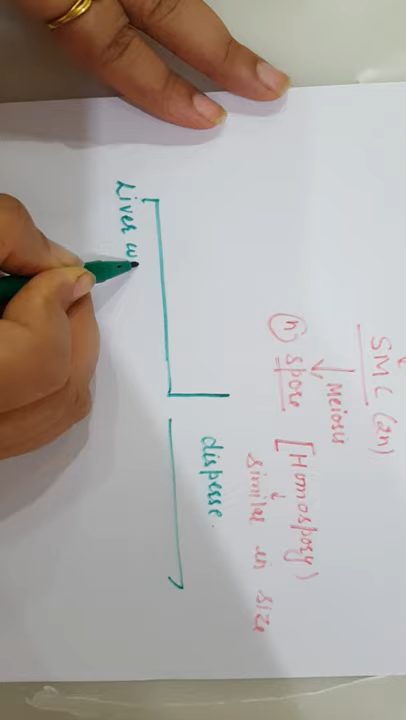 SMC (2n)
Meiosis
(n) spore [Homospory)
similar in size
disperse.
Liver w